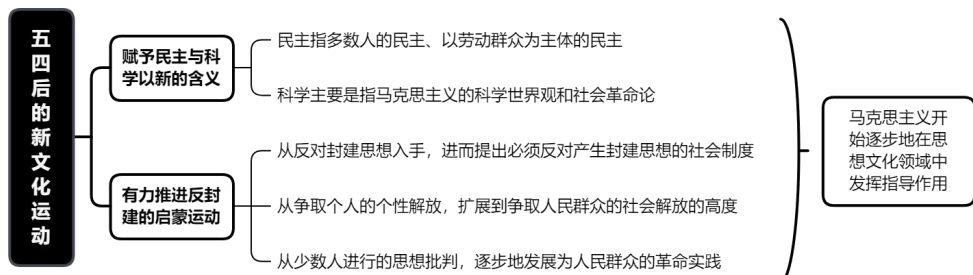 五四后的新文化运动
赋予民主与科
学以新的含义
民主指多数人的民主、以劳动群众为主体的民主
科学主要是指马克思主义的科学世界观和社会革命论
有力推进反封
建的启蒙运动
从反对封建思想入手，进而提出必须反对产生封建思想的社会制度
从争取个人的个性解放，扩展到争取人民群众的社会解放的高度
从少数人进行的思想批判，逐步地发展为人民群众的革命实践
马克思主义开
始逐步地在思
想文化领域中
发挥指导作用